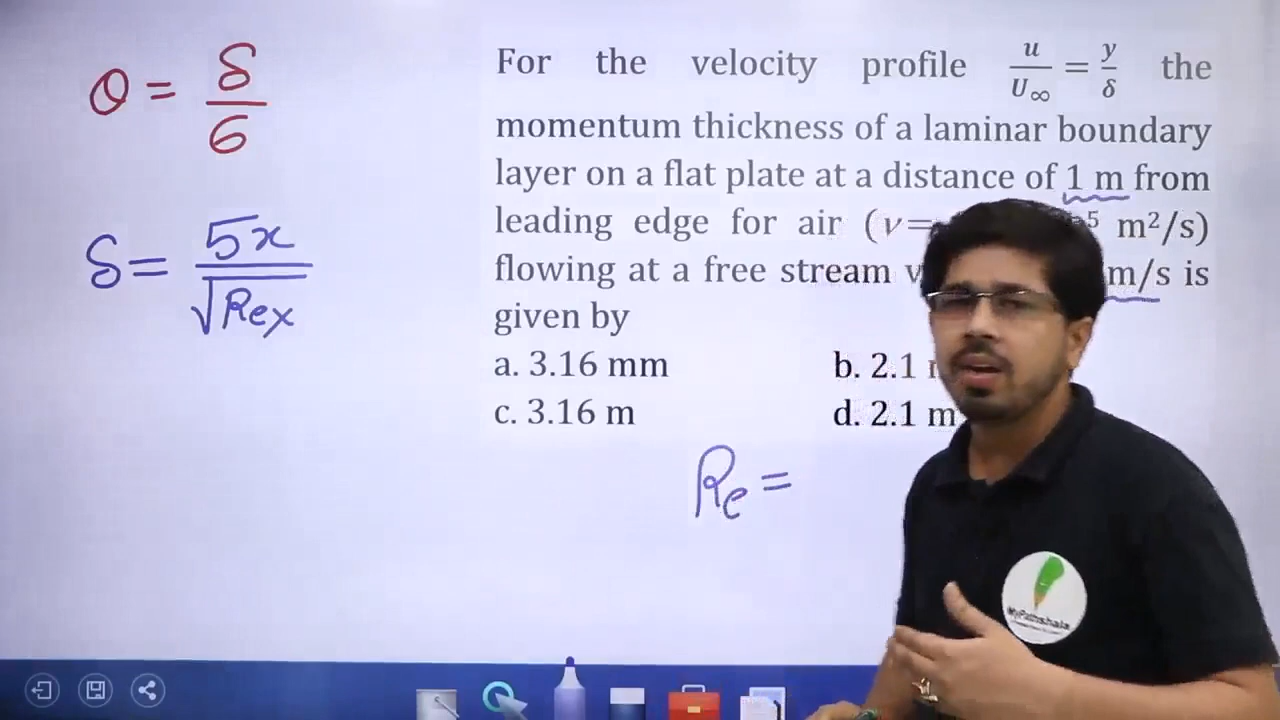 θ = δ/6
δ = 5x/√Rex
For the velocity profile u/U∞ = y/δ the
momentum thickness of a laminar boundary
layer on a flat plate at a distance of 1 m from
leading edge for air (ν= ⁻⁵ m²/s)
flowing at a free stream m/s is
given by
a. 3.16 mm b. 2.1
c. 3.16 m d. 2.1 m
Re =
MyPathshala